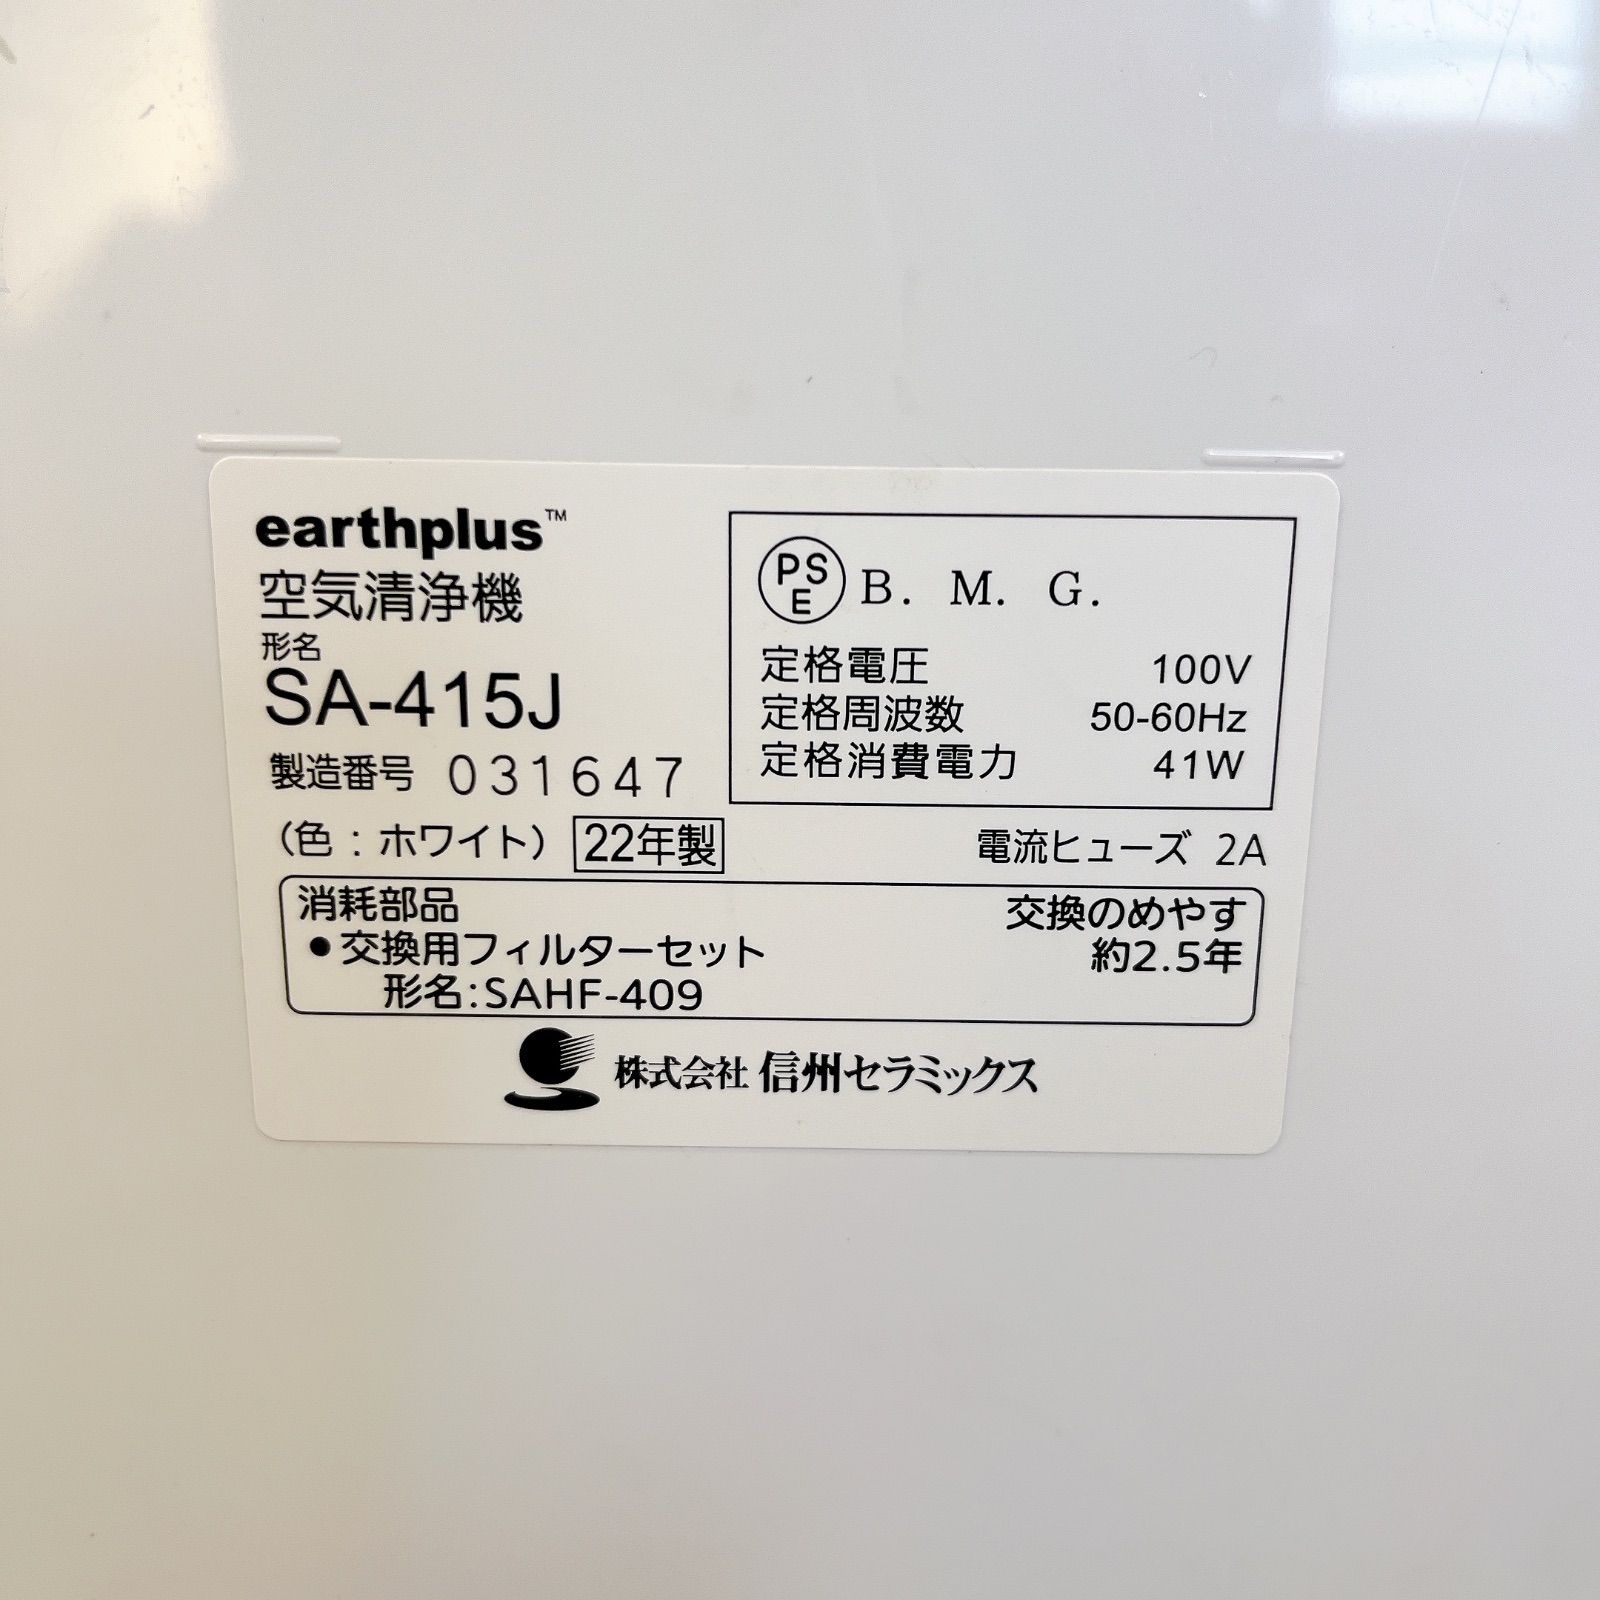 earthplus™
空気清浄機
形名
SA-415J
製造番号 031647
（色：ホワイト） 22年製
PSE B. M. G.
定格電圧 100V
定格周波数 50-60Hz
定格消費電力 41W
電流ヒューズ 2A
消耗部品 交換のめやす
●交換用フィルターセット 約2.5年
形名:SAHF-409
株式会社 信州セラミックス